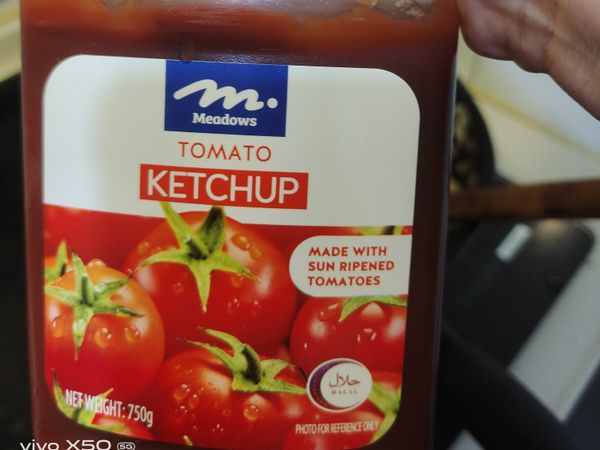 m.
Meadows
TOMATO
KETCHUP
MADE WITH
SUN RIPENED
TOMATOES
حلال
HALAL
NET WEIGHT: 750g
PHOTO FOR REFERENCE ONLY
vivo X50 5G